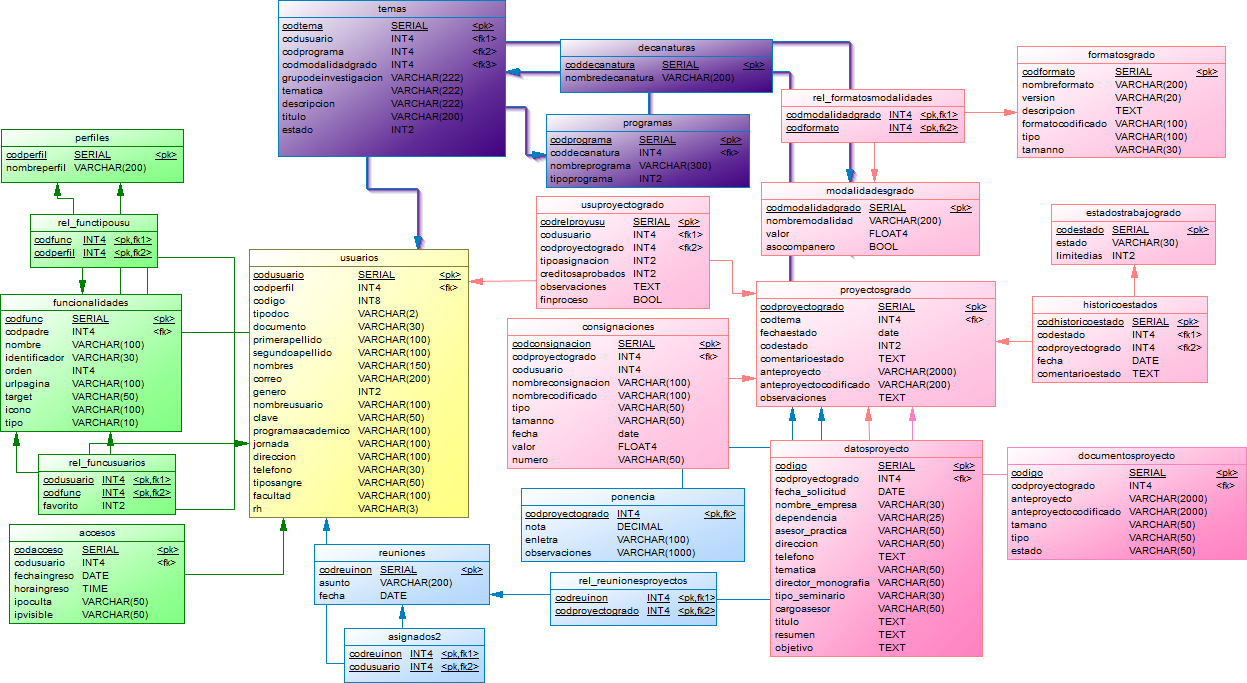 temas
codtema SERIAL <pk>
codusuario INT4 <fk1>
codprograma INT4 <fk2>
codmodalidadgrado INT4 <fk3>
grupodeinvestigacion VARCHAR(222)
tematica VARCHAR(222)
descripcion VARCHAR(222)
titulo VARCHAR(200)
estado INT2
decanaturas
coddecanatura SERIAL <pk>
nombredecanatura VARCHAR(200)
programas
codprograma SERIAL <pk>
coddecanatura INT4 <fk>
nombreprograma VARCHAR(300)
tipoprograma INT2
rel_formatosmodalidades
codmodalidadgrado INT4 <pk,fk1>
codformato INT4 <pk,fk2>
formatosgrado
codformato SERIAL <pk>
nombreformato VARCHAR(200)
version VARCHAR(20)
descripcion TEXT
formatocodificado VARCHAR(100)
tipo VARCHAR(100)
tamanno VARCHAR(30)
perfiles
codperfil SERIAL <pk>
nombreperfil VARCHAR(200)
rel_functipousu
codfunc INT4 <pk,fk1>
codperfil INT4 <pk,fk2>
modalidadesgrado
codmodalidadgrado SERIAL <pk>
nombremodalidad VARCHAR(200)
valor FLOAT4
asocompanero BOOL
usuproyectogrado
codrelproyusu SERIAL <pk>
codusuario INT4 <fk1>
codproyectogrado INT4 <fk2>
tipoasignacion INT2
creditosaprobados INT2
observaciones TEXT
finproceso BOOL
estadostrabajogrado
codestado SERIAL <pk>
estado VARCHAR(30)
limitedias INT2
usuarios
codusuario SERIAL <pk>
codperfil INT4 <fk>
codigo INT8
tipodoc VARCHAR(2)
documento VARCHAR(30)
primerapellido VARCHAR(100)
segundoapellido VARCHAR(100)
nombres VARCHAR(150)
correo VARCHAR(200)
genero INT2
nombreusuario VARCHAR(100)
clave VARCHAR(50)
programaacademico VARCHAR(100)
jornada VARCHAR(100)
direccion VARCHAR(100)
telefono VARCHAR(30)
tiposangre VARCHAR(50)
facultad VARCHAR(100)
rh VARCHAR(3)
funcionalidades
codfunc SERIAL <pk>
codpadre INT4 <fk>
nombre VARCHAR(100)
identificador VARCHAR(30)
orden INT4
urlpagina VARCHAR(100)
target VARCHAR(50)
icono VARCHAR(100)
tipo VARCHAR(10)
proyectosgrado
codproyectogrado SERIAL <pk>
codtema INT4 <fk>
fechaestado date
codestado INT2
comentarioestado TEXT
anteproyecto VARCHAR(2000)
anteproyectocodificado VARCHAR(200)
observaciones TEXT
historicoestados
codhistoricoestado SERIAL <pk>
codestado INT4 <fk1>
codproyectogrado INT4 <fk2>
fecha DATE
comentarioestado TEXT
consignaciones
codconsignacion SERIAL <pk>
codproyectogrado INT4 <fk>
codusuario INT4
nombreconsignacion VARCHAR(100)
nombrecodificado VARCHAR(100)
tipo VARCHAR(50)
tamanno VARCHAR(50)
fecha date
valor FLOAT4
numero VARCHAR(50)
rel_funcusuarios
codusuario INT4 <pk,fk1>
codfunc INT4 <pk,fk2>
favorito INT2
datosproyecto
codigo SERIAL <pk>
codproyectogrado INT4 <fk>
fecha_solicitud DATE
nombre_empresa VARCHAR(30)
dependencia VARCHAR(25)
asesor_practica VARCHAR(50)
direccion VARCHAR(50)
telefono TEXT
tematica VARCHAR(50)
director_monografia VARCHAR(50)
tipo_seminario VARCHAR(30)
cargoasesor VARCHAR(50)
titulo TEXT
resumen TEXT
objetivo TEXT
documentosproyecto
codigo SERIAL <pk>
codproyectogrado INT4 <fk>
anteproyecto VARCHAR(2000)
anteproyectocodificado VARCHAR(2000)
tamano VARCHAR(50)
tipo VARCHAR(50)
estado VARCHAR(50)
ponencia
codproyectogrado INT4 <pk,fk>
nota DECIMAL
enletra VARCHAR(100)
observaciones VARCHAR(1000)
accesos
codacceso SERIAL <pk>
codusuario INT4 <fk>
fechaingreso DATE
horaingreso TIME
ipoculta VARCHAR(50)
ipvisible VARCHAR(50)
reuniones
codreuinon SERIAL <pk>
asunto VARCHAR(200)
fecha DATE
rel_reunionesproyectos
codreuinon INT4 <pk,fk1>
codproyectogrado INT4 <pk,fk2>
asignados2
codreuinon INT4 <pk,fk1>
codusuario INT4 <pk,fk2>